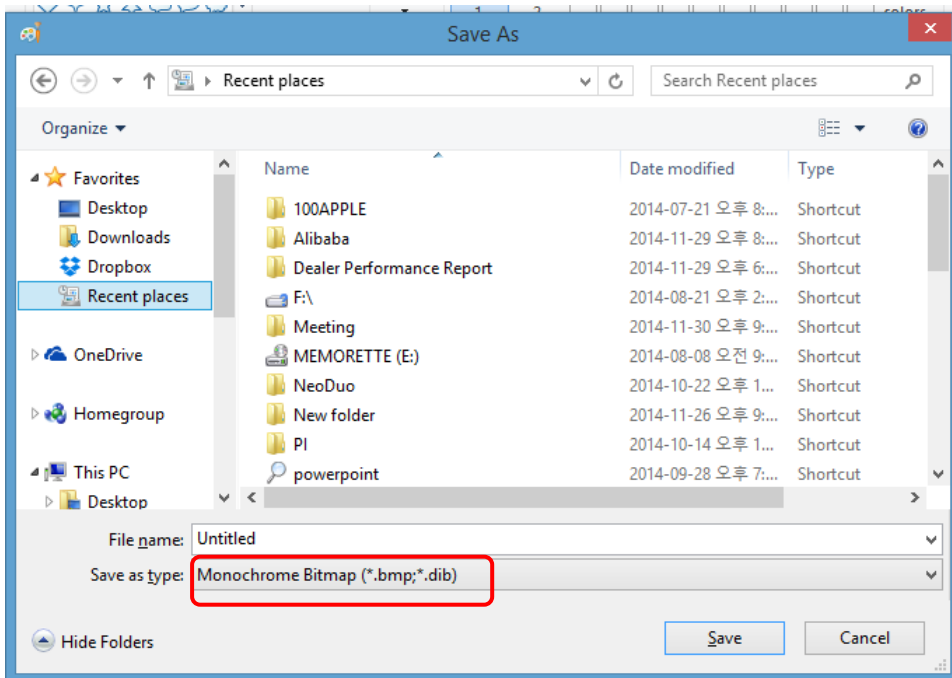 1 2 colors
Save As
Recent places Search Recent places
Organize
Name Date modified Type
Favorites
Desktop
Downloads
Dropbox
Recent places
OneDrive
Homegroup
This PC
Desktop
100APPLE 2014-07-21 오후 8:... Shortcut
Alibaba 2014-11-29 오후 8:... Shortcut
Dealer Performance Report 2014-11-29 오후 6:... Shortcut
F:\ 2014-08-21 오후 2:... Shortcut
Meeting 2014-11-30 오후 9:... Shortcut
MEMORETTE (E:) 2014-08-08 오전 9:... Shortcut
NeoDuo 2014-10-22 오후 1... Shortcut
New folder 2014-11-26 오후 9:... Shortcut
PI 2014-10-14 오후 1... Shortcut
powerpoint 2014-09-28 오후 7:... Shortcut
File name: Untitled
Save as type: Monochrome Bitmap (*.bmp;*.dib)
Hide Folders Save Cancel